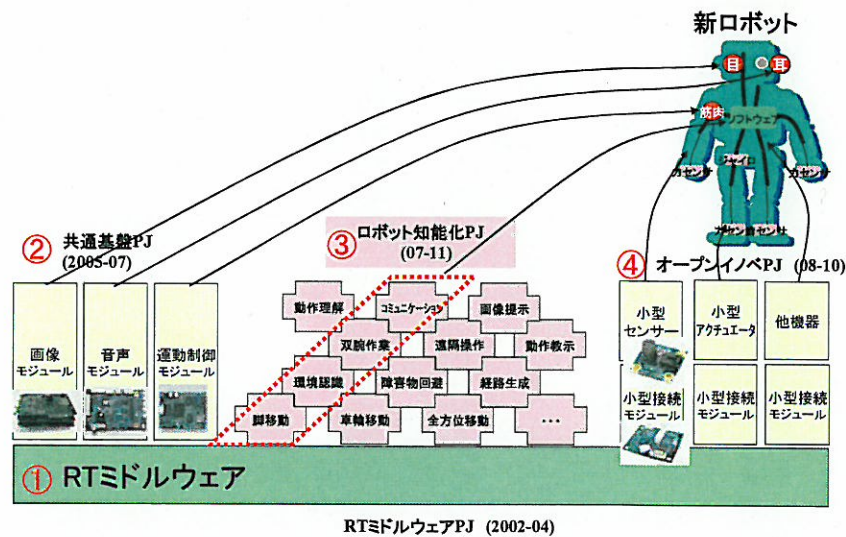 新ロボット
目
耳
筋肉
ソフトウェア
ジャイロ
力センサ
力センサ
② 共通基盤PJ
(2005-07)
③ ロボット知能化PJ
(07-11)
④ オープンイノベPJ (08-10)
画像
モジュール
音声
モジュール
運動制御
モジュール
動作理解
コミュニケーション
画像提示
双腕作業
遠隔操作
動作教示
環境認識
障害物回避
経路生成
脚移動
車輪移動
全方位移動
・・・
小型
センサー
小型
アクチュエータ
他機器
小型接続
モジュール
小型接続
モジュール
小型接続
モジュール
① RTミドルウェア
RTミドルウェアPJ (2002-04)